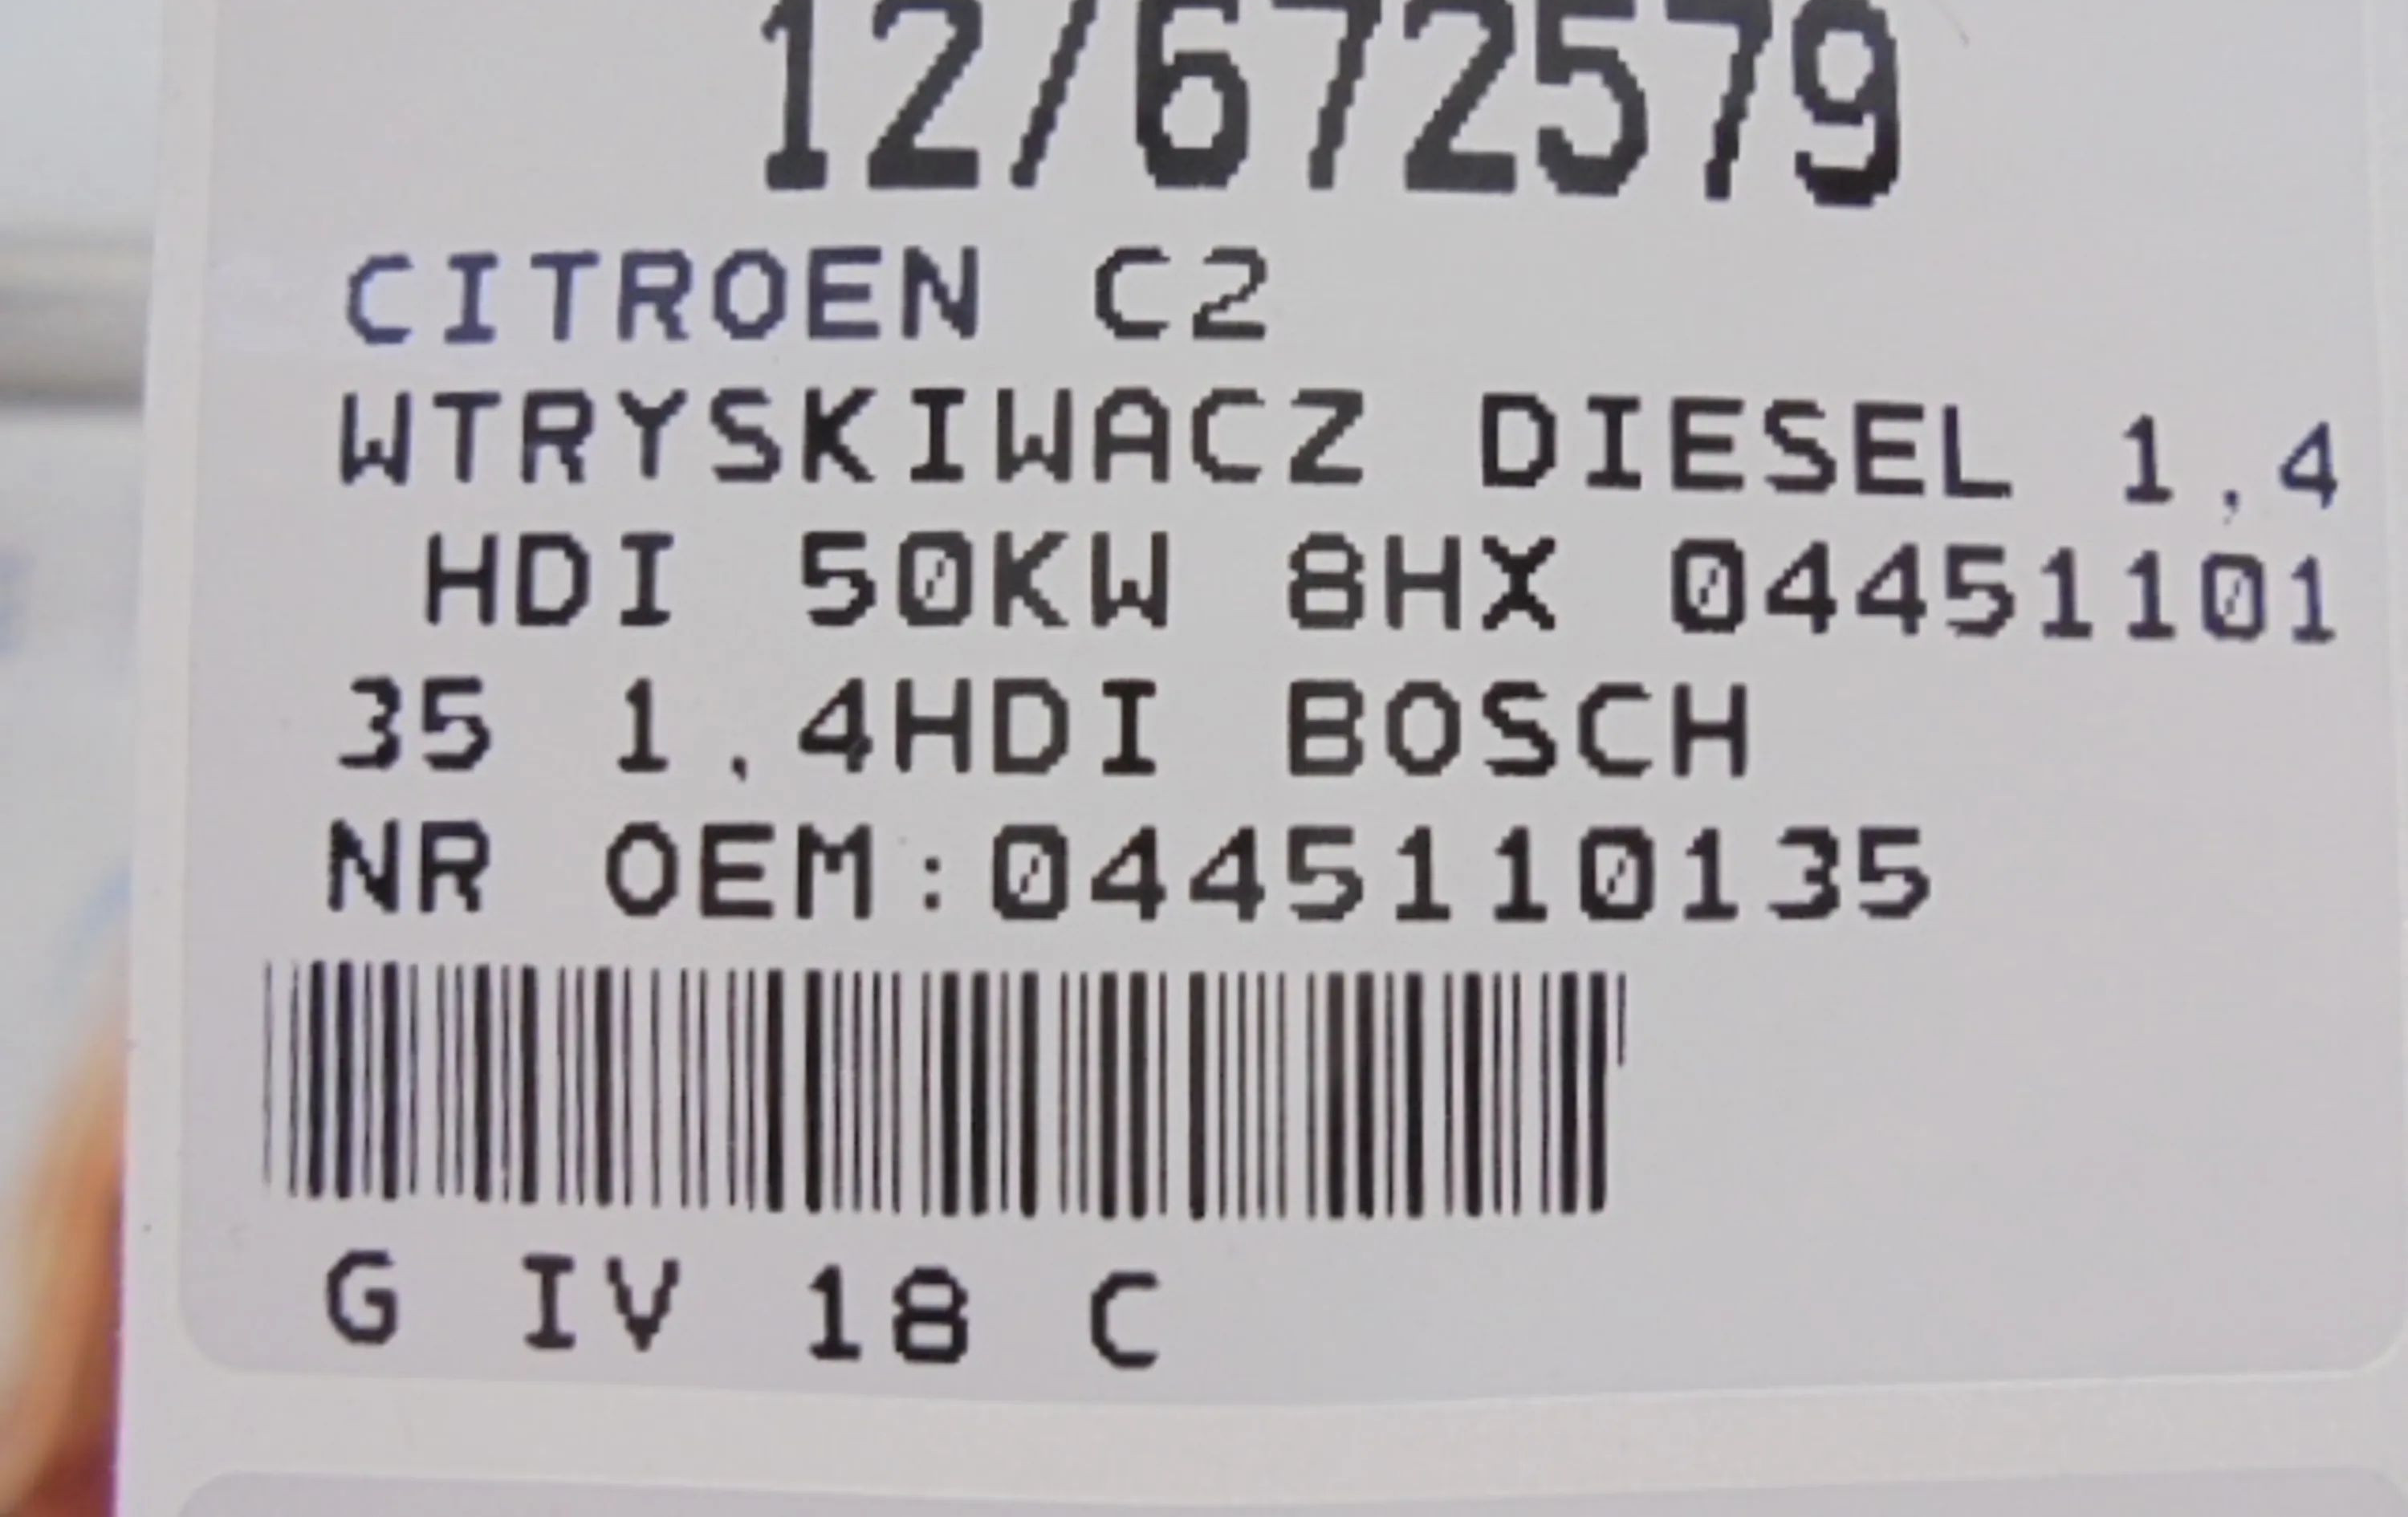 12/672579
CITROEN C2
WTRYSKIWACZ DIESEL 1,4
HDI 50KW 8HX 04451101
35 1,4HDI BOSCH
NR OEM:0445110135
G IV 18 C